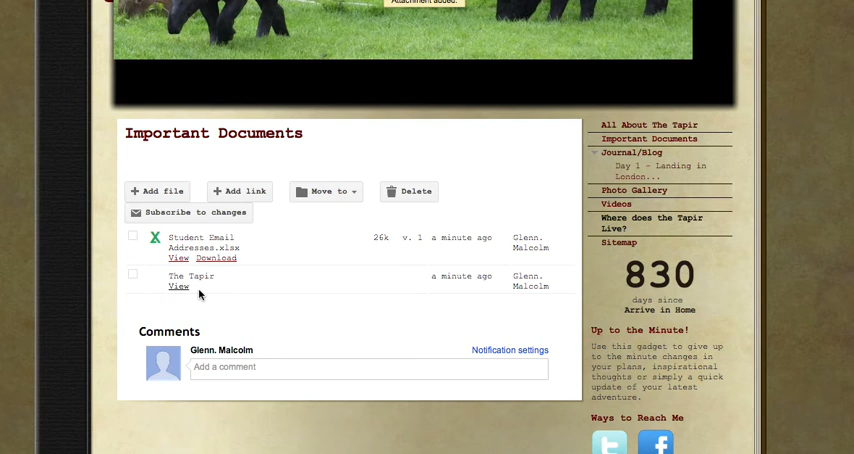 Attachment added.
Important Documents
Add file
Add link
Move to
Delete
Subscribe to changes
Student Email
Addresses.xlsx
View Download
26k v. 1 a minute ago
Glenn.
Malcolm
The Tapir
View
a minute ago
Glenn.
Malcolm
Comments
Glenn. Malcolm
Notification settings
Add a comment
All About The Tapir
Important Documents
Journal/Blog
Day 1 - Landing in
London...
Photo Gallery
Videos
Where does the Tapir
Live?
Sitemap
830
days since
Arrive in Home
Up to the Minute!
Use this gadget to give up
to the minute changes in
your plans, inspirational
thoughts or simply a quick
update of your latest
adventure.
Ways to Reach Me